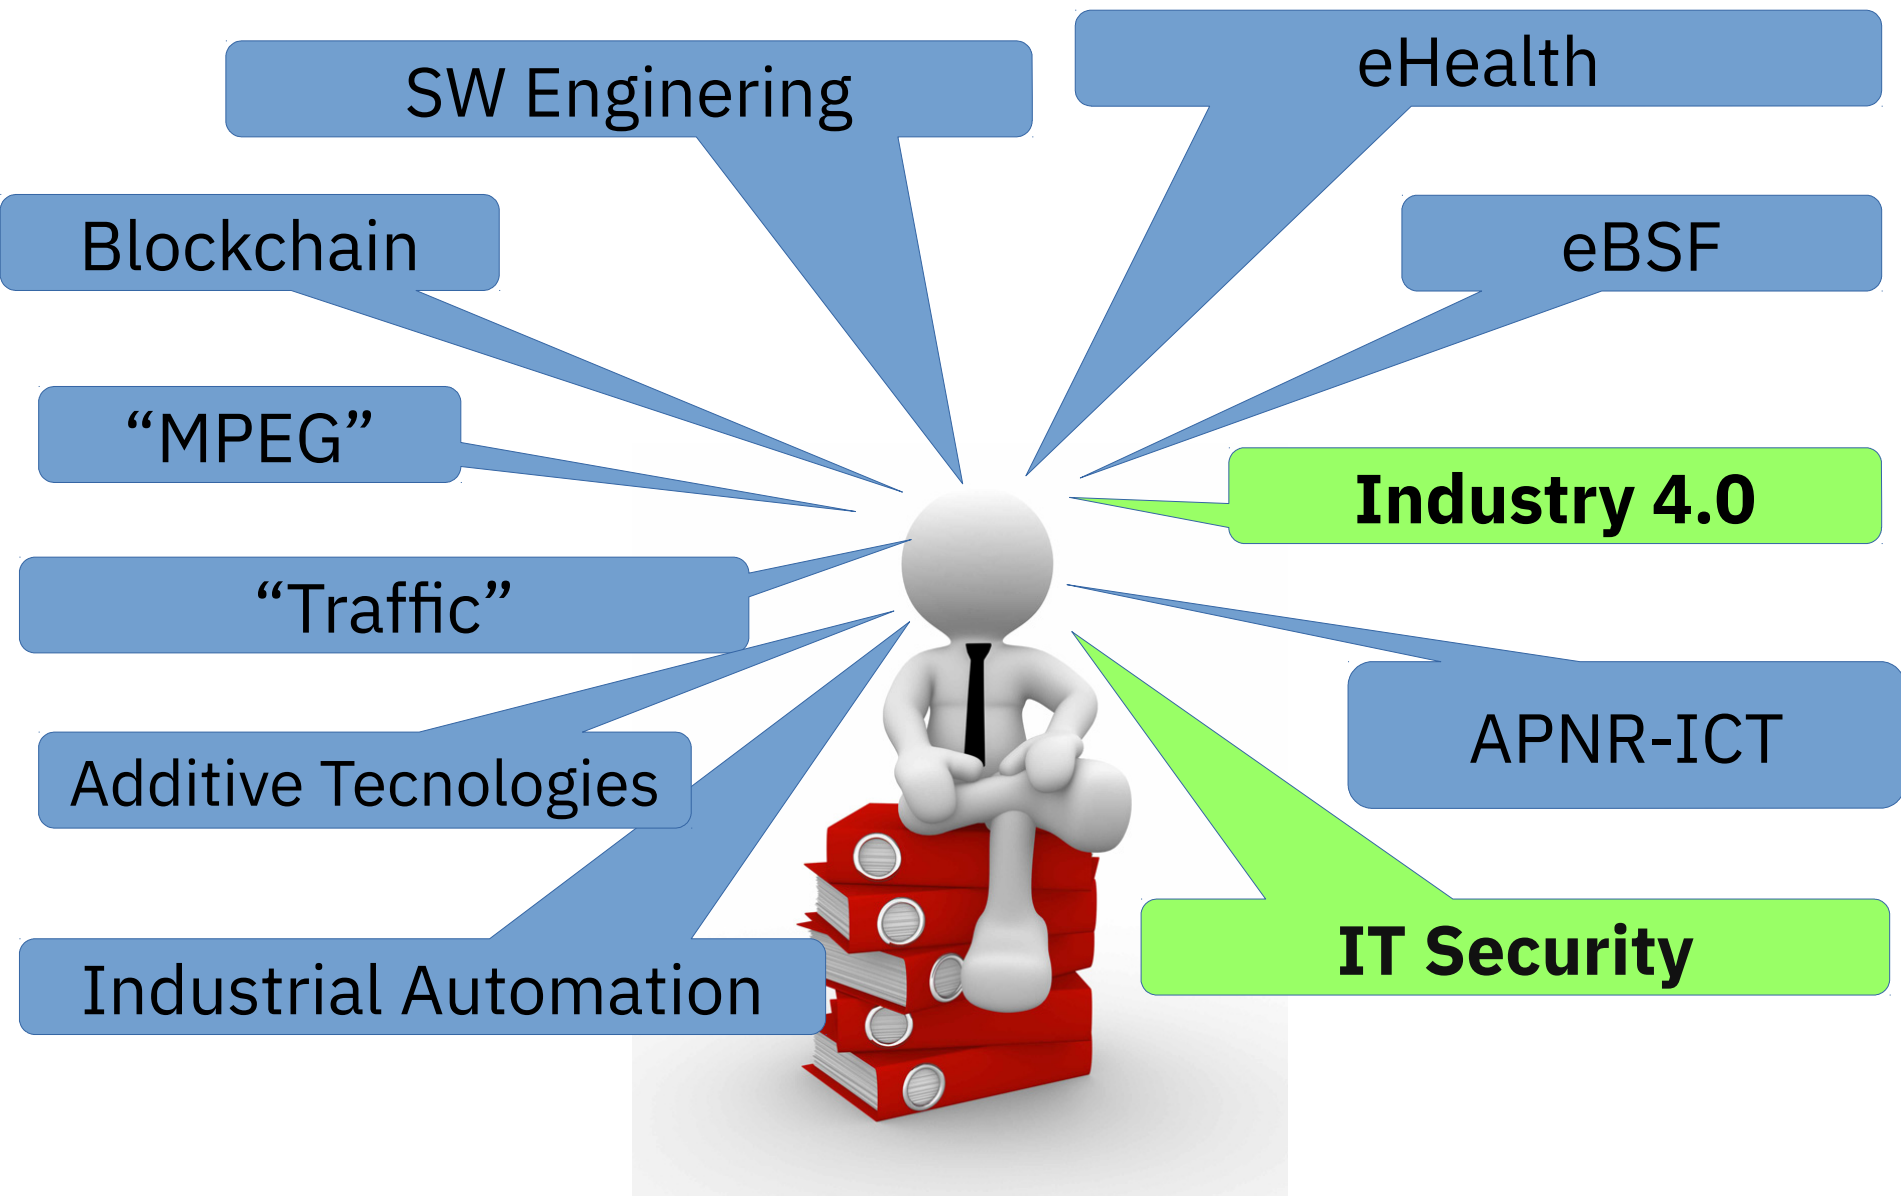 SW Enginering
eHealth
Blockchain
eBSF
“MPEG”
Industry 4.0
“Traffic”
APNR-ICT
Additive Tecnologies
IT Security
Industrial Automation